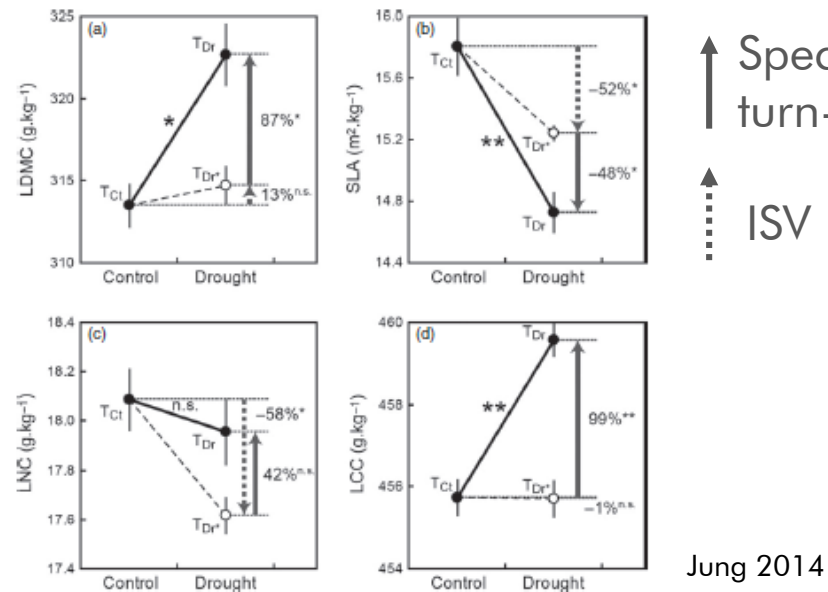 (a)
325
320
315
310
LDMC (g.kg⁻¹)
T_Dr
*
87%*
T_Ct
T_Dr*
13%ⁿ·ˢ·
Control Drought
(b)
16.0
15.6
15.2
14.8
14.4
SLA (m².kg⁻¹)
T_Ct
–52%*
T_Dr*
**
–48%*
T_Dr
Control Drought
turn-
ISV
(c)
18.4
18.2
18.0
17.8
17.6
17.4
LNC (g.kg⁻¹)
T_Ct
n.s.
–58%*
T_Dr
42%ⁿ·ˢ·
T_Dr*
Control Drought
(d)
460
458
456
454
LCC (g.kg⁻¹)
T_Dr
**
99%**
T_Ct
T_Dr*
–1%ⁿ·ˢ·
Control Drought
Jung 2014